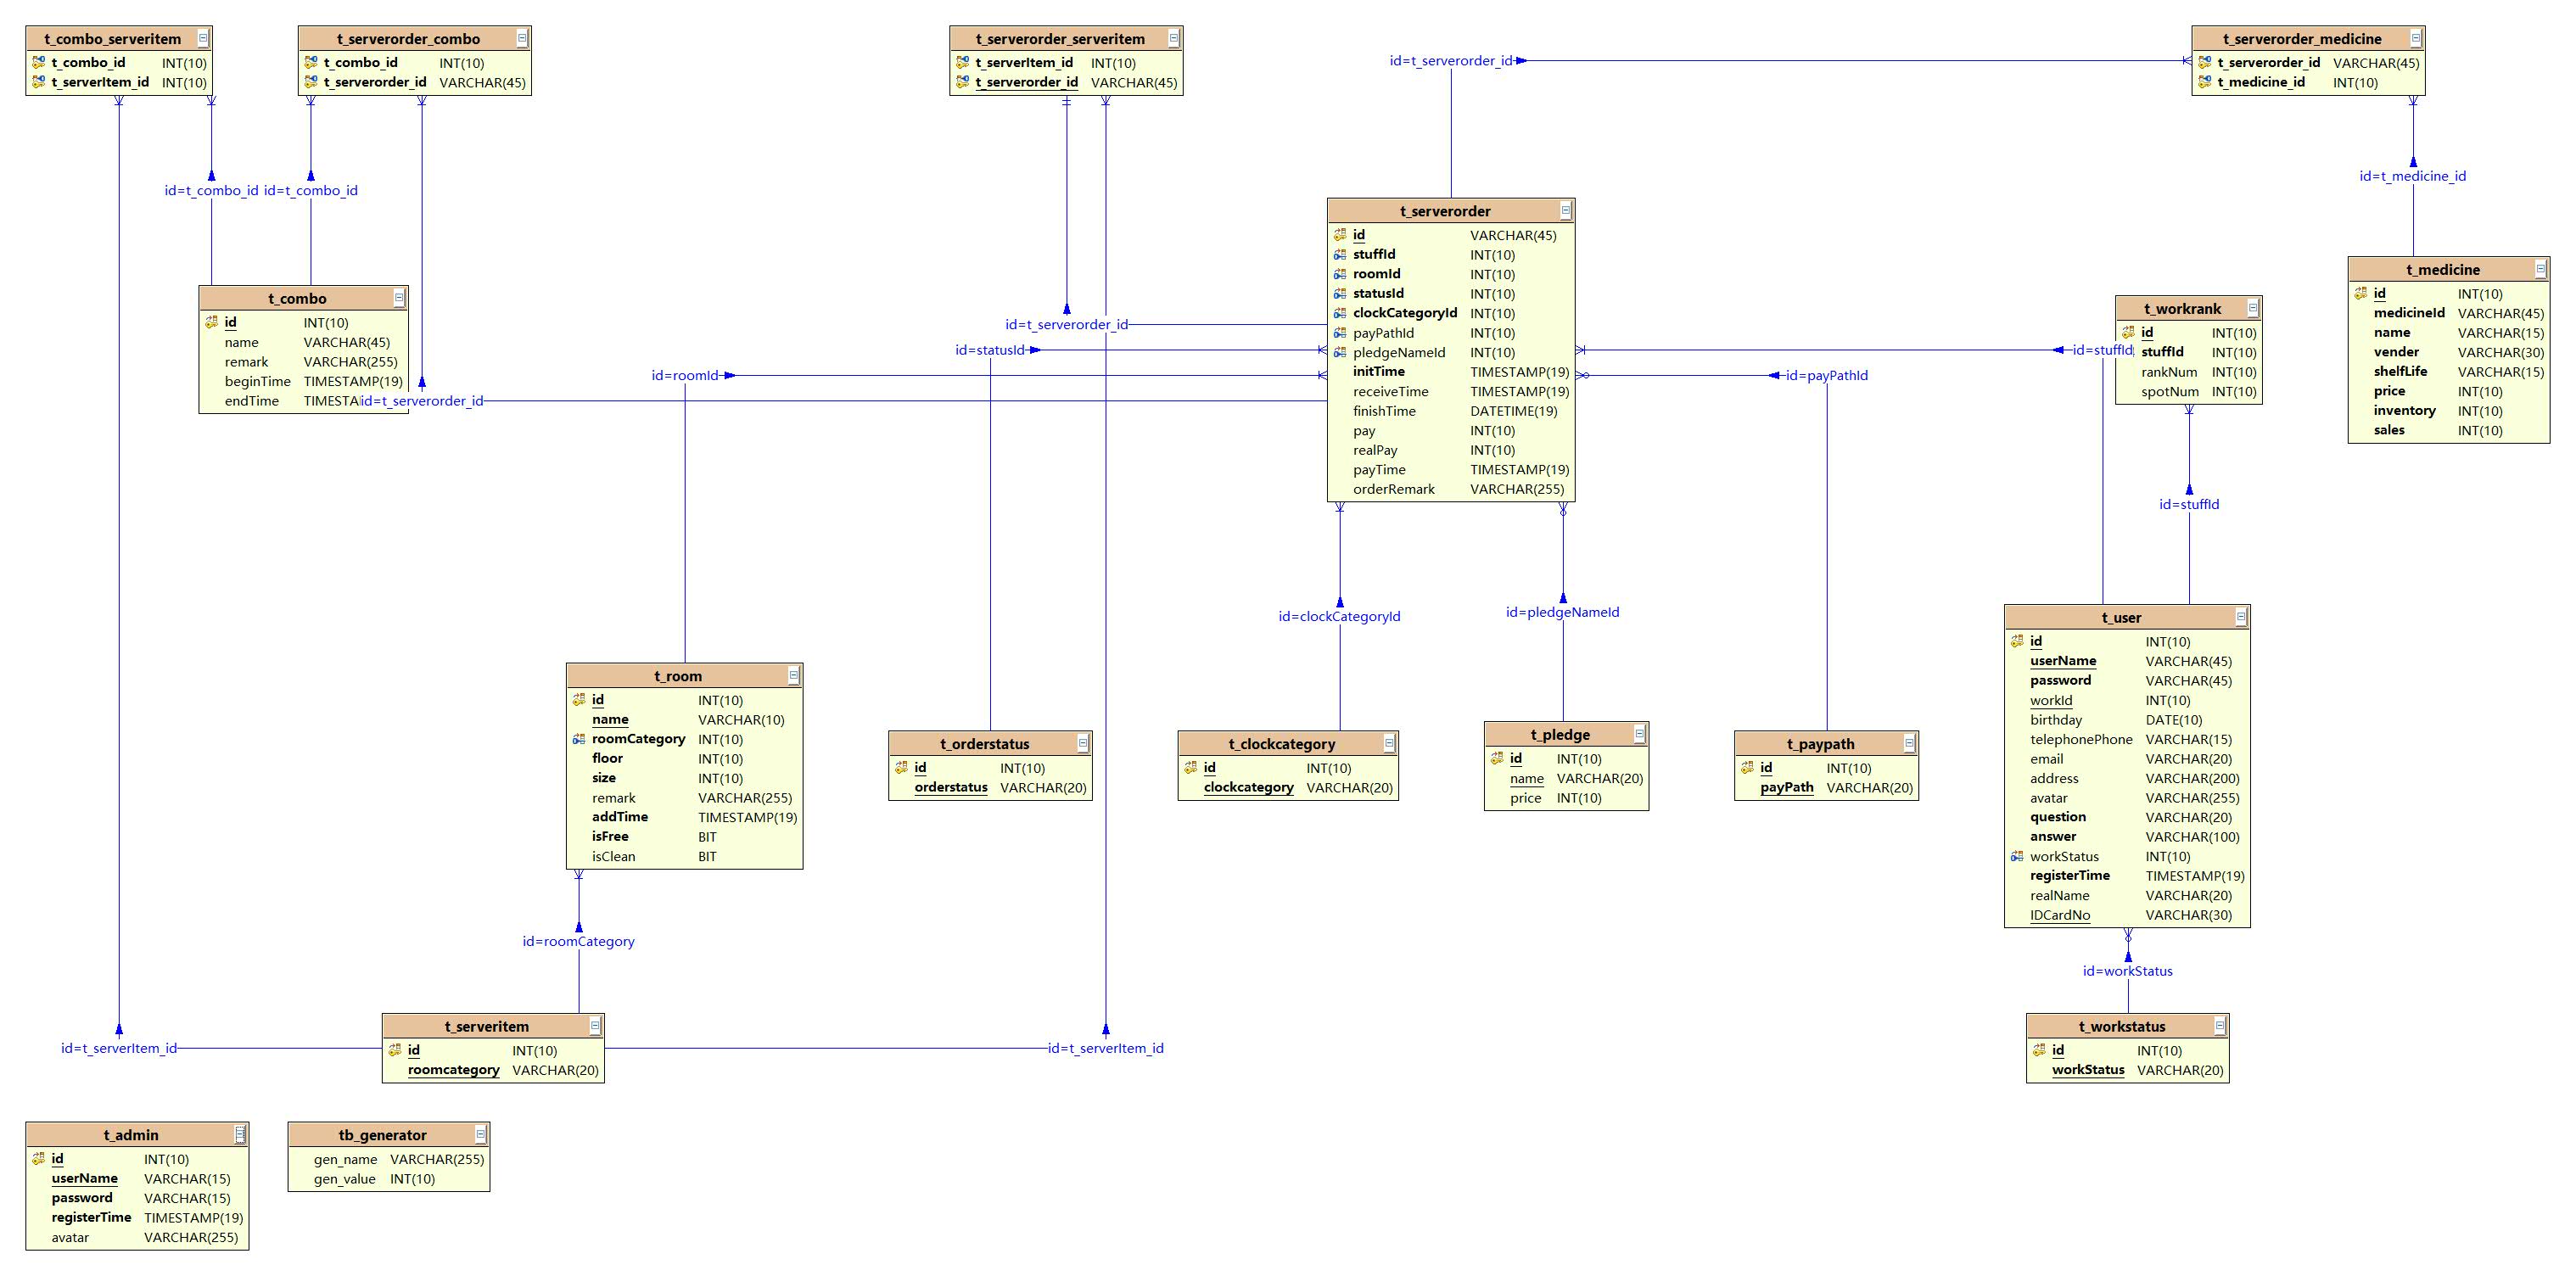 t_combo_serveritem
t_combo_id INT(10)
t_serverItem_id INT(10)
t_serverorder_combo
t_combo_id INT(10)
t_serverorder_id VARCHAR(45)
t_serverorder_serveritem
t_serverItem_id INT(10)
t_serverorder_id VARCHAR(45)
id=t_serverorder_id
t_serverorder_medicine
t_serverorder_id VARCHAR(45)
t_medicine_id INT(10)
id=t_combo_id
id=t_combo_id
id=t_medicine_id
t_serverorder
id VARCHAR(45)
stuffId INT(10)
roomId INT(10)
statusId INT(10)
clockCategoryId INT(10)
payPathId INT(10)
pledgeNameId INT(10)
initTime TIMESTAMP(19)
receiveTime TIMESTAMP(19)
finishTime DATETIME(19)
pay INT(10)
realPay INT(10)
payTime TIMESTAMP(19)
orderRemark VARCHAR(255)
t_medicine
id INT(10)
medicineId VARCHAR(45)
name VARCHAR(15)
vender VARCHAR(30)
shelfLife VARCHAR(15)
price INT(10)
inventory INT(10)
sales INT(10)
t_combo
id INT(10)
name VARCHAR(45)
remark VARCHAR(255)
beginTime TIMESTAMP(19)
endTime TIMESTA
id=t_serverorder_id
t_workrank
id INT(10)
stuffId INT(10)
rankNum INT(10)
spotNum INT(10)
id=t_serverorder_id
id=statusId
id=stuffId
id=roomId
id=payPathId
id=stuffId
id=clockCategoryId
id=pledgeNameId
t_user
id INT(10)
userName VARCHAR(45)
password VARCHAR(45)
workId INT(10)
birthday DATE(10)
telephonePhone VARCHAR(15)
email VARCHAR(20)
address VARCHAR(200)
avatar VARCHAR(255)
question VARCHAR(20)
answer VARCHAR(100)
workStatus INT(10)
registerTime TIMESTAMP(19)
realName VARCHAR(20)
IDCardNo VARCHAR(30)
t_room
id INT(10)
name VARCHAR(10)
roomCategory INT(10)
floor INT(10)
size INT(10)
remark VARCHAR(255)
addTime TIMESTAMP(19)
isFree BIT
isClean BIT
t_orderstatus
id INT(10)
orderstatus VARCHAR(20)
t_clockcategory
id INT(10)
clockcategory VARCHAR(20)
t_pledge
id INT(10)
name VARCHAR(20)
price INT(10)
t_paypath
id INT(10)
payPath VARCHAR(20)
id=roomCategory
id=workStatus
id=t_serverItem_id
t_serveritem
id INT(10)
roomcategory VARCHAR(20)
id=t_serverItem_id
t_workstatus
id INT(10)
workStatus VARCHAR(20)
t_admin
id INT(10)
userName VARCHAR(15)
password VARCHAR(15)
registerTime TIMESTAMP(19)
avatar VARCHAR(255)
tb_generator
gen_name VARCHAR(255)
gen_value INT(10)